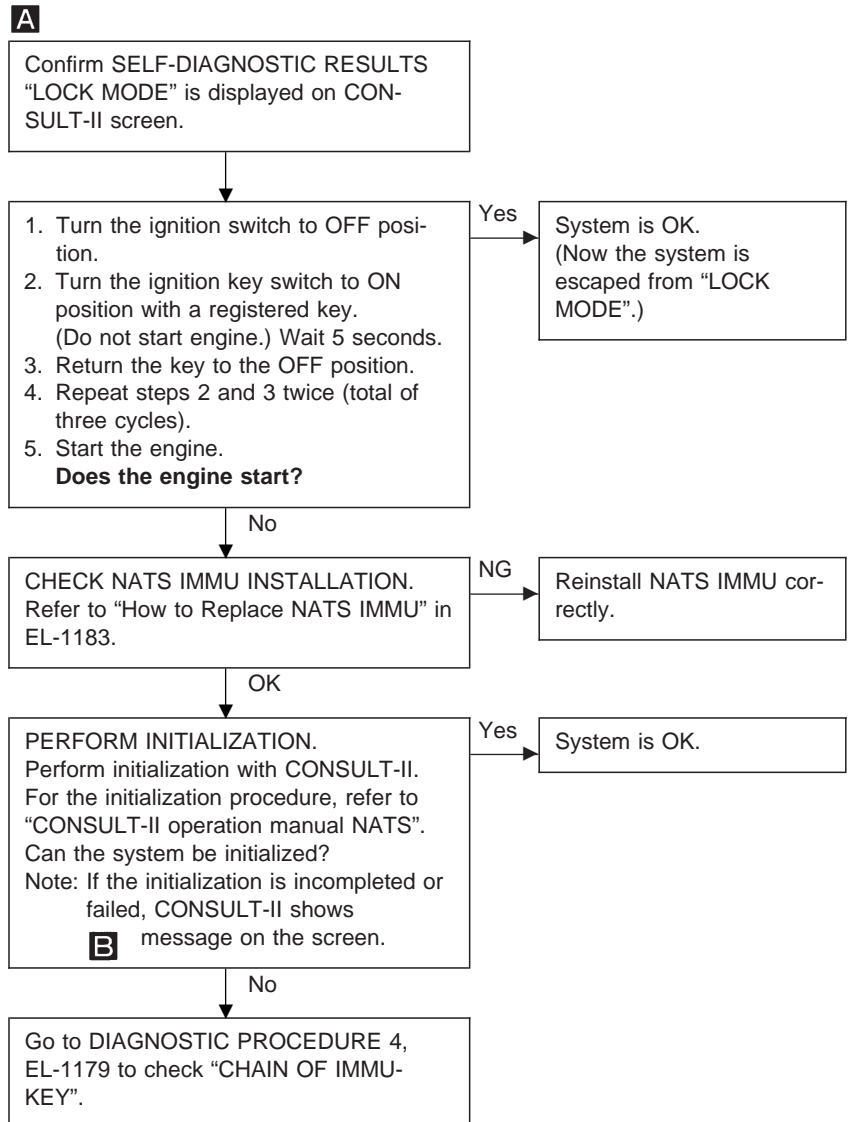 A
Confirm SELF-DIAGNOSTIC RESULTS
“LOCK MODE” is displayed on CON-
SULT-II screen.
1. Turn the ignition switch to OFF posi-
tion.
2. Turn the ignition key switch to ON
position with a registered key.
(Do not start engine.) Wait 5 seconds.
3. Return the key to the OFF position.
4. Repeat steps 2 and 3 twice (total of
three cycles).
5. Start the engine.
Does the engine start?
Yes
System is OK.
(Now the system is
escaped from “LOCK
MODE”.)
No
CHECK NATS IMMU INSTALLATION.
Refer to “How to Replace NATS IMMU” in
EL-1183.
NG
Reinstall NATS IMMU cor-
rectly.
OK
PERFORM INITIALIZATION.
Perform initialization with CONSULT-II.
For the initialization procedure, refer to
“CONSULT-II operation manual NATS”.
Can the system be initialized?
Note: If the initialization is incompleted or
failed, CONSULT-II shows
B message on the screen.
Yes
System is OK.
No
Go to DIAGNOSTIC PROCEDURE 4,
EL-1179 to check “CHAIN OF IMMU-
KEY”.